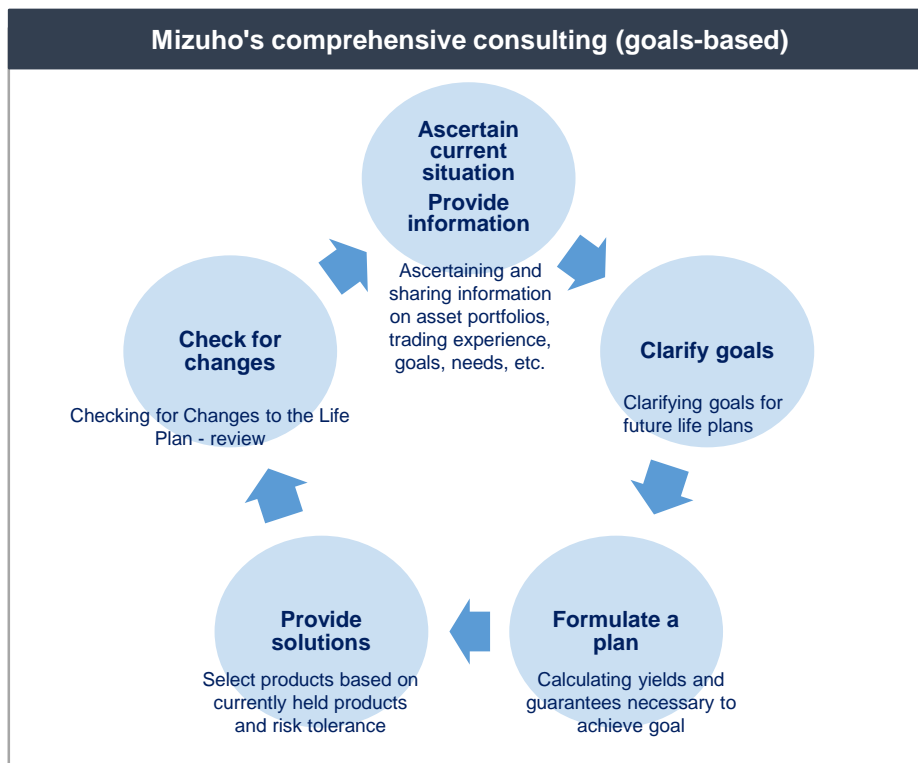 Mizuho's comprehensive consulting (goals-based)
Ascertain
current
situation
Provide
information
Ascertaining and
sharing information
on asset portfolios,
trading experience,
goals, needs, etc.
Clarify goals
Clarifying goals for
future life plans
Formulate a
plan
Calculating yields and
guarantees necessary to
achieve goal
Provide
solutions
Select products based on
currently held products
and risk tolerance
Check for
changes
Checking for Changes to the Life
Plan - review